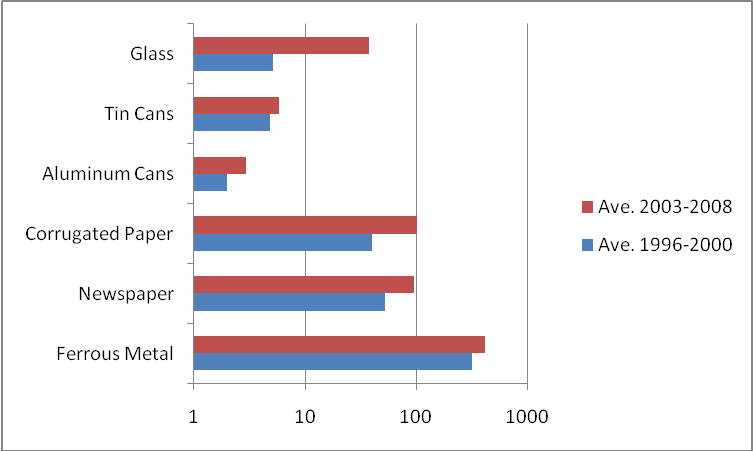 Glass
Tin Cans
Aluminum Cans
Corrugated Paper
Newspaper
Ferrous Metal
1 10 100 1000
Ave. 2003-2008
Ave. 1996-2000